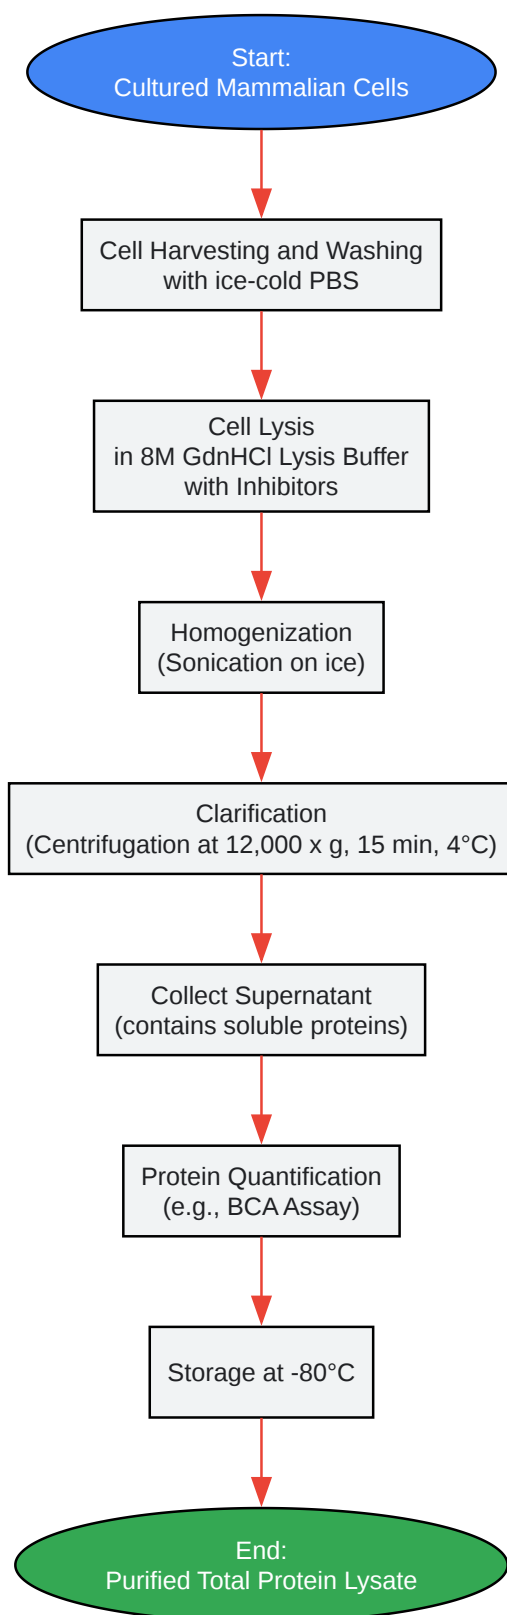 Start:
Cultured Mammalian Cells
Cell Harvesting and Washing
with ice-cold PBS
Cell Lysis
in 8M GdnHCl Lysis Buffer
with Inhibitors
Homogenization
(Sonication on ice)
Clarification
(Centrifugation at 12,000 x g, 15 min, 4°C)
Collect Supernatant
(contains soluble proteins)
Protein Quantification
(e.g., BCA Assay)
Storage at -80°C
End:
Purified Total Protein Lysate